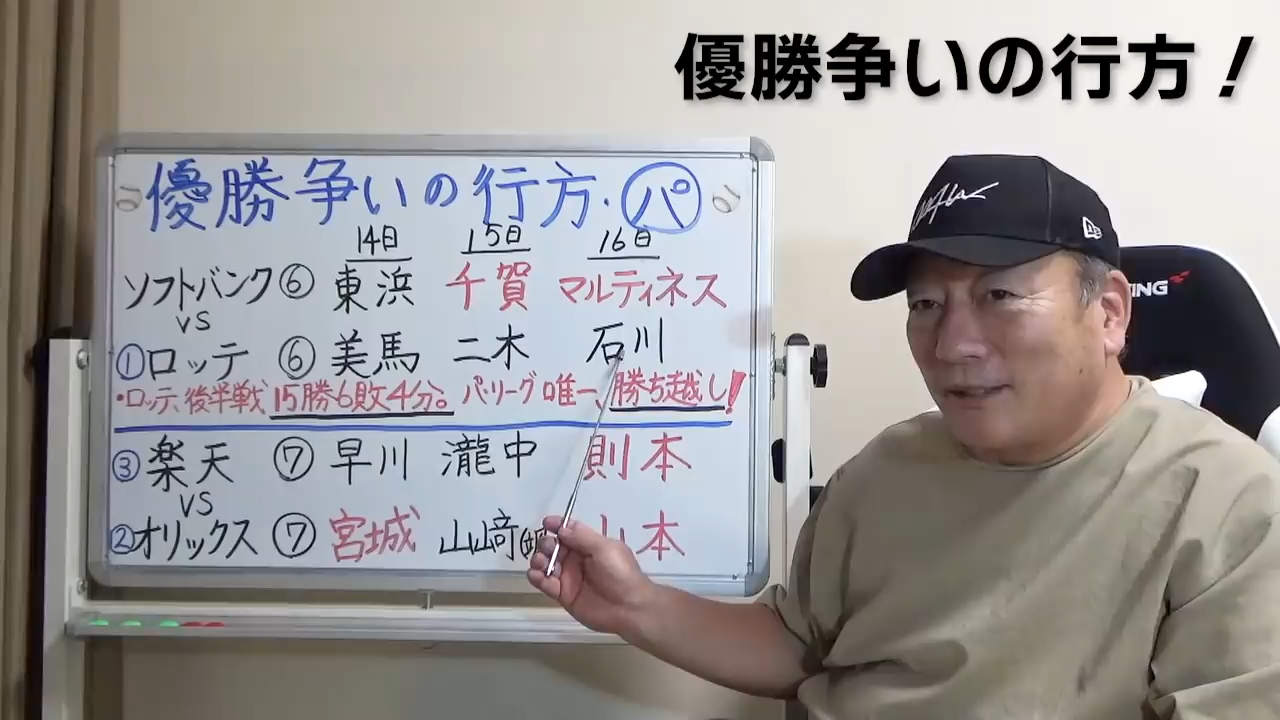 優勝争いの行方！
優勝争いの行方・パ
14日 15日 16日
ソフトバンク⑥ 東浜 千賀 マルティネス
VS
①ロッテ ⑥ 美馬 二木 石川
・ロッテ、後半戦 15勝6敗4分。パ・リーグ唯一、勝ち越し!
③楽天 ⑦ 早川 瀧中 則本
VS
②オリックス ⑦ 宮城 山﨑 山本
NG